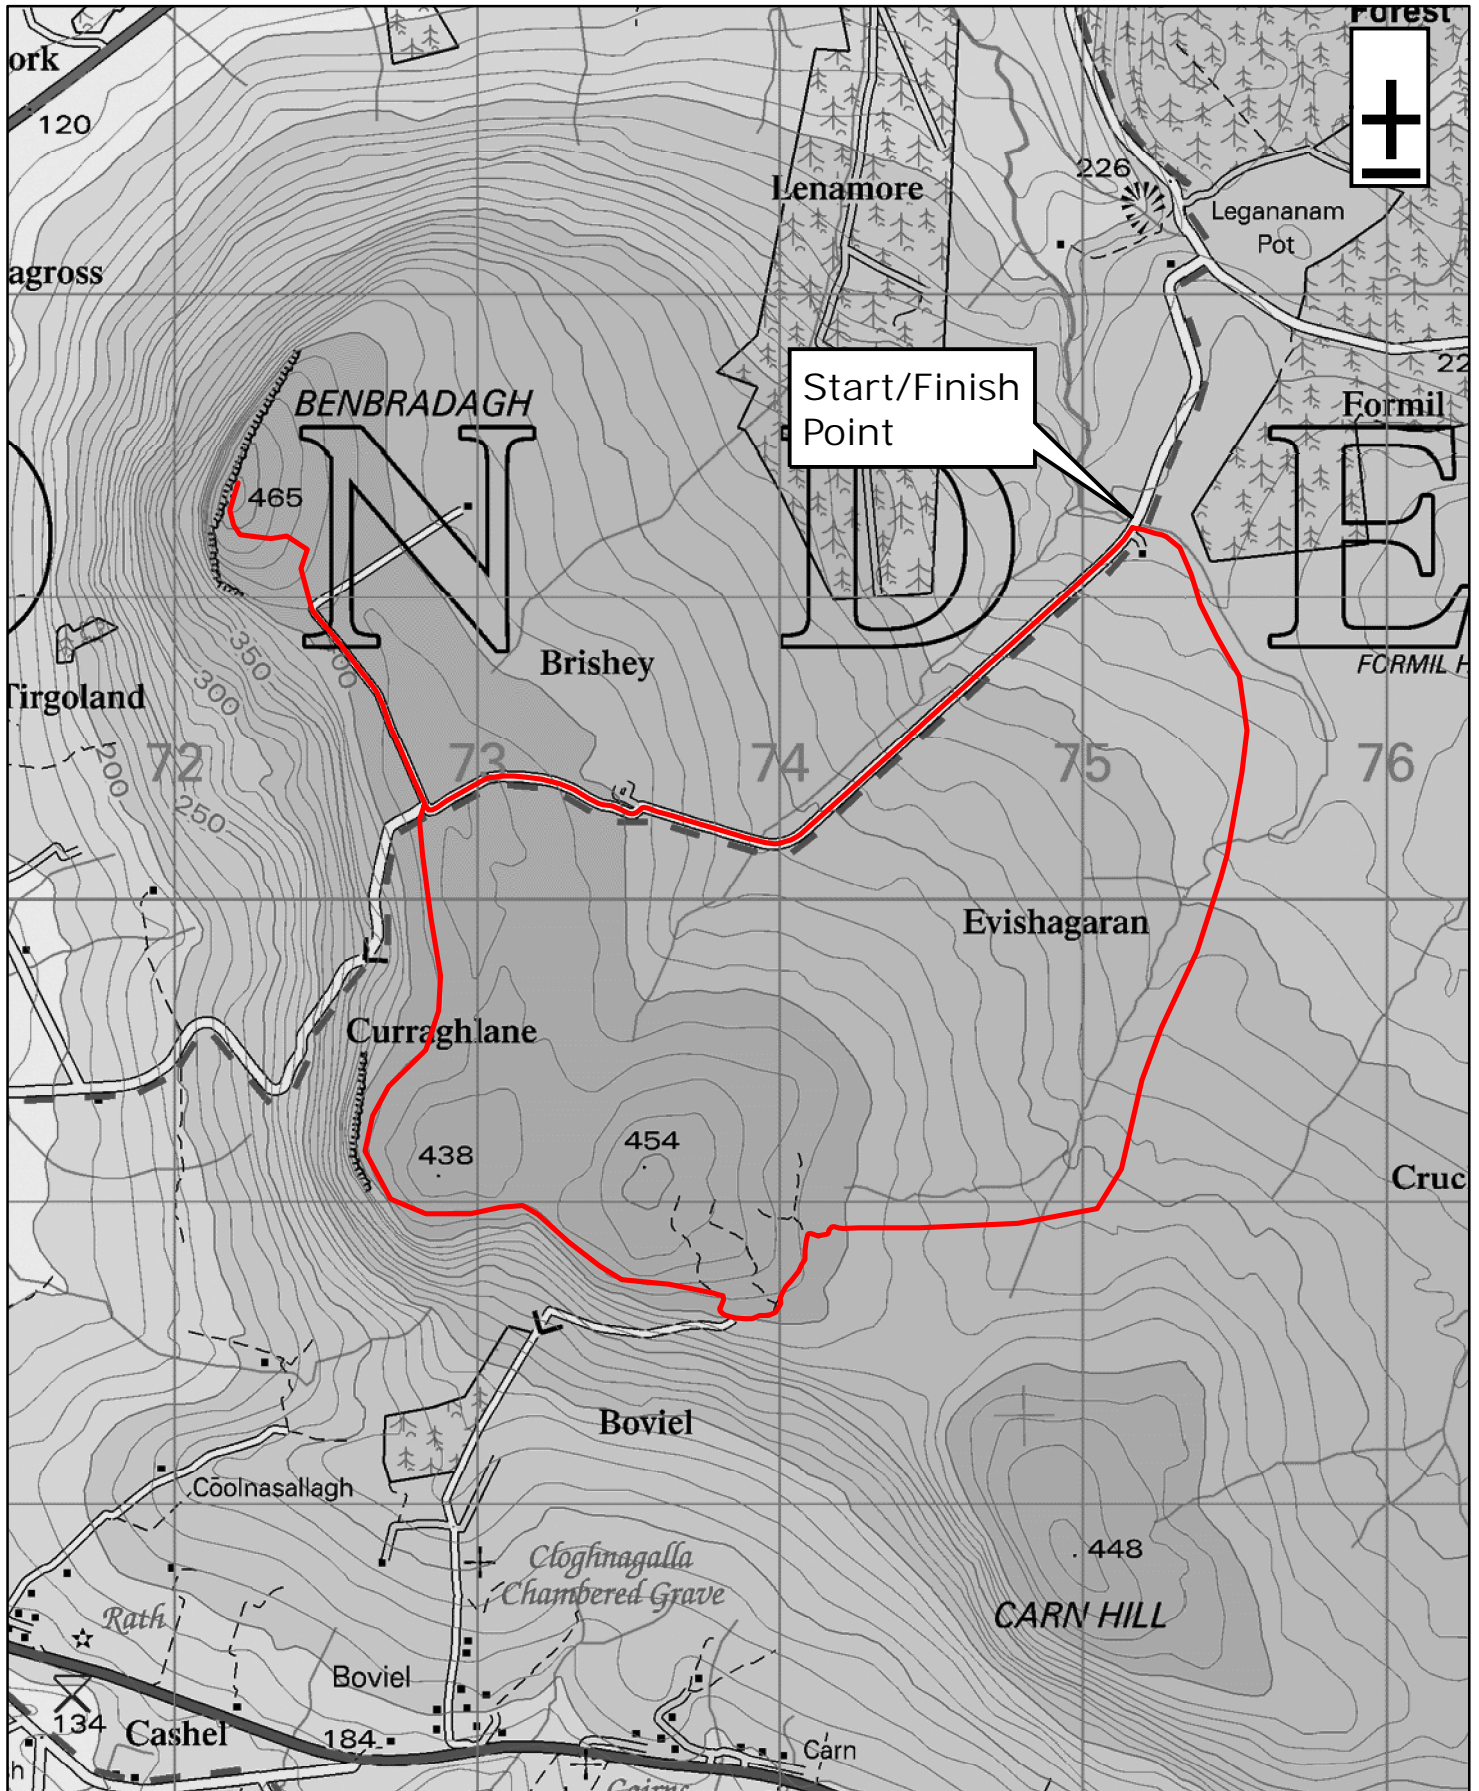 Forest
ork
120
226
Lenamore
Legananam
Pot
agross
22
Start/Finish
Point
BENBRADAGH
Formil
N
D
E
465
350
Brishey
FORMIL H
300
Tirgoland
200
72
73
74
75
76
250
Evishagaran
Curraghlane
438
454
Cruc
Boviel
Coolnasallagh
448
Cloghnagalla
Chambered Grave
Rath
CARN HILL
Boviel
134
Cashel
184
Carn
h
Cairns